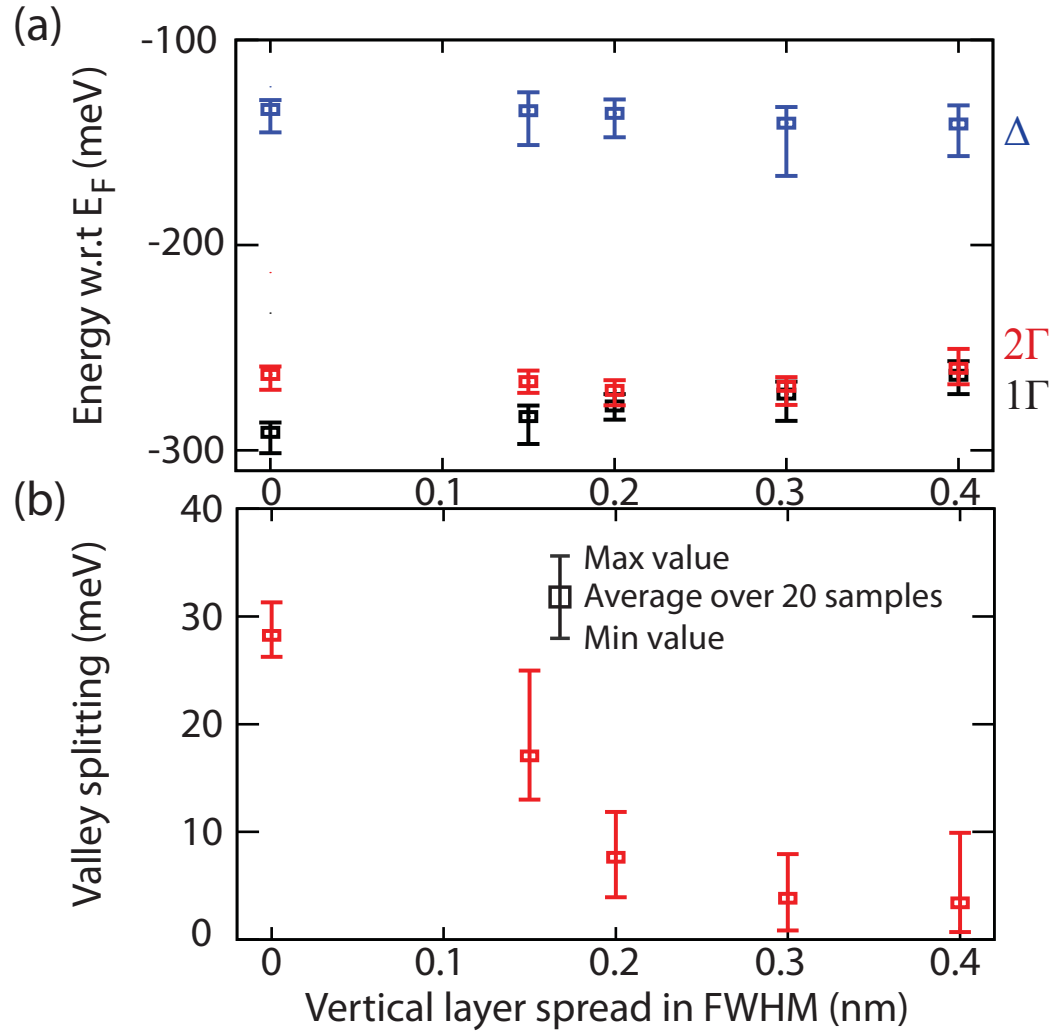 (a)
-100
-200
-300
Energy w.r.t E_F (meV)
Δ
2Γ
1Γ
0 0.1 0.2 0.3 0.4
(b)
40
30
20
10
0
Valley splitting (meV)
Max value
Average over 20 samples
Min value
0 0.1 0.2 0.3 0.4
Vertical layer spread in FWHM (nm)